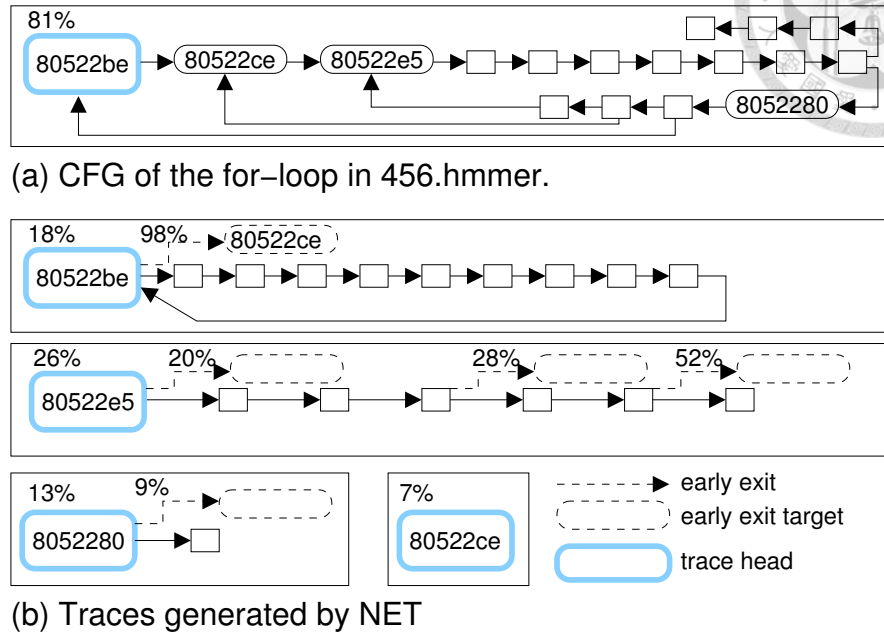 81%
80522be
80522ce
80522e5
8052280
(a) CFG of the for−loop in 456.hmmer.
18%
98%
80522ce
80522be
26%
20%
28%
52%
80522e5
13%
9%
8052280
7%
80522ce
early exit
early exit target
trace head
(b) Traces generated by NET